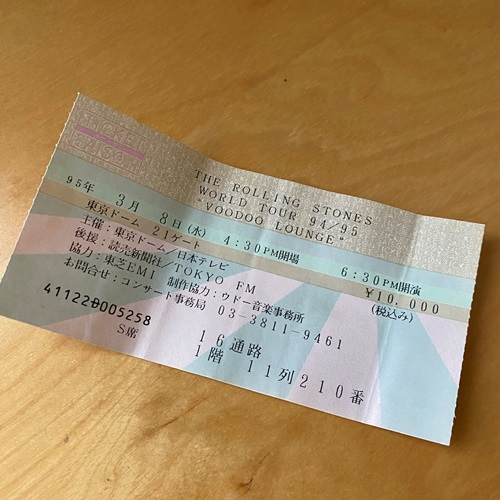 TICKET
SAISON
THE ROLLING STONES
WORLD TOUR 94/95
"VOODOO LOUNGE"
95年 3月 8日(水) 4:30PM開場 6:30PM開演
東京ドーム 21ゲート ¥10,000
主催:東京ドーム/日本テレビ (税込み)
後援:読売新聞社/TOKYO FM
協力:東芝EMI 制作協力:ウドー音楽事務所
お問合せ:コンサート事務局 03-3811-9461
41122B005258
S席 16通路
1階 11列210番